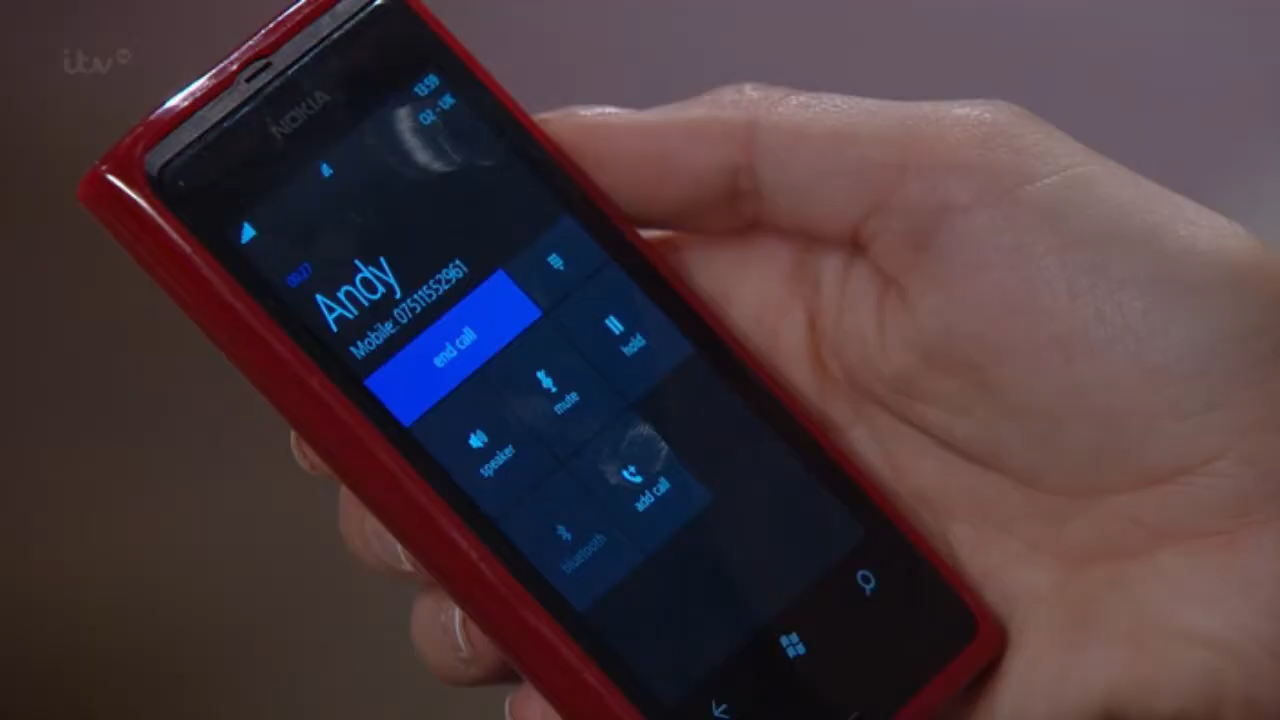 itv
NOKIA
13:59
O2 - UK
00:27
Andy
Mobile: 07511552961
end call
hold
mute
speaker
add call
bluetooth